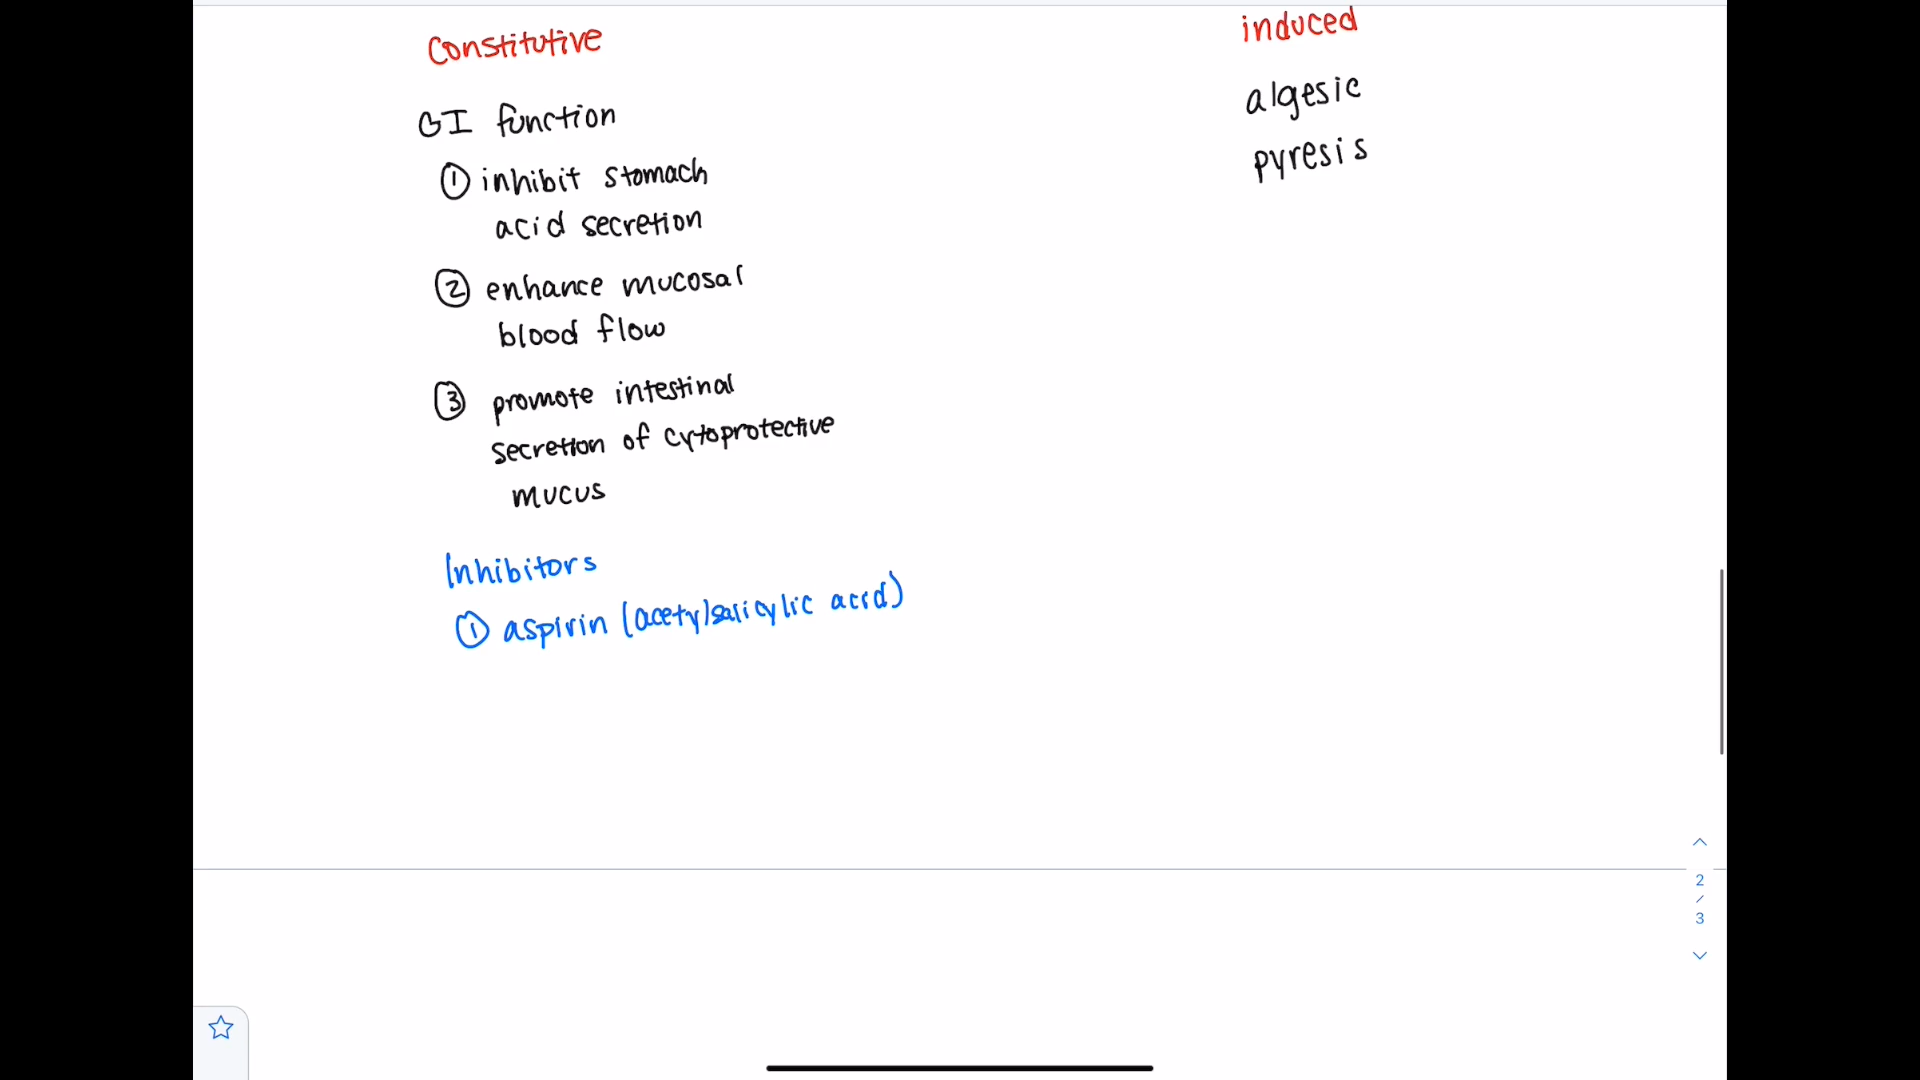 Constitutive
GI function
① inhibit stomach
acid secretion
② enhance mucosal
blood flow
③ promote intestinal
secretion of cytoprotective
mucus
Inhibitors
① aspirin (acetylsalicylic acid)
induced
algesic
pyresis
2
/
3